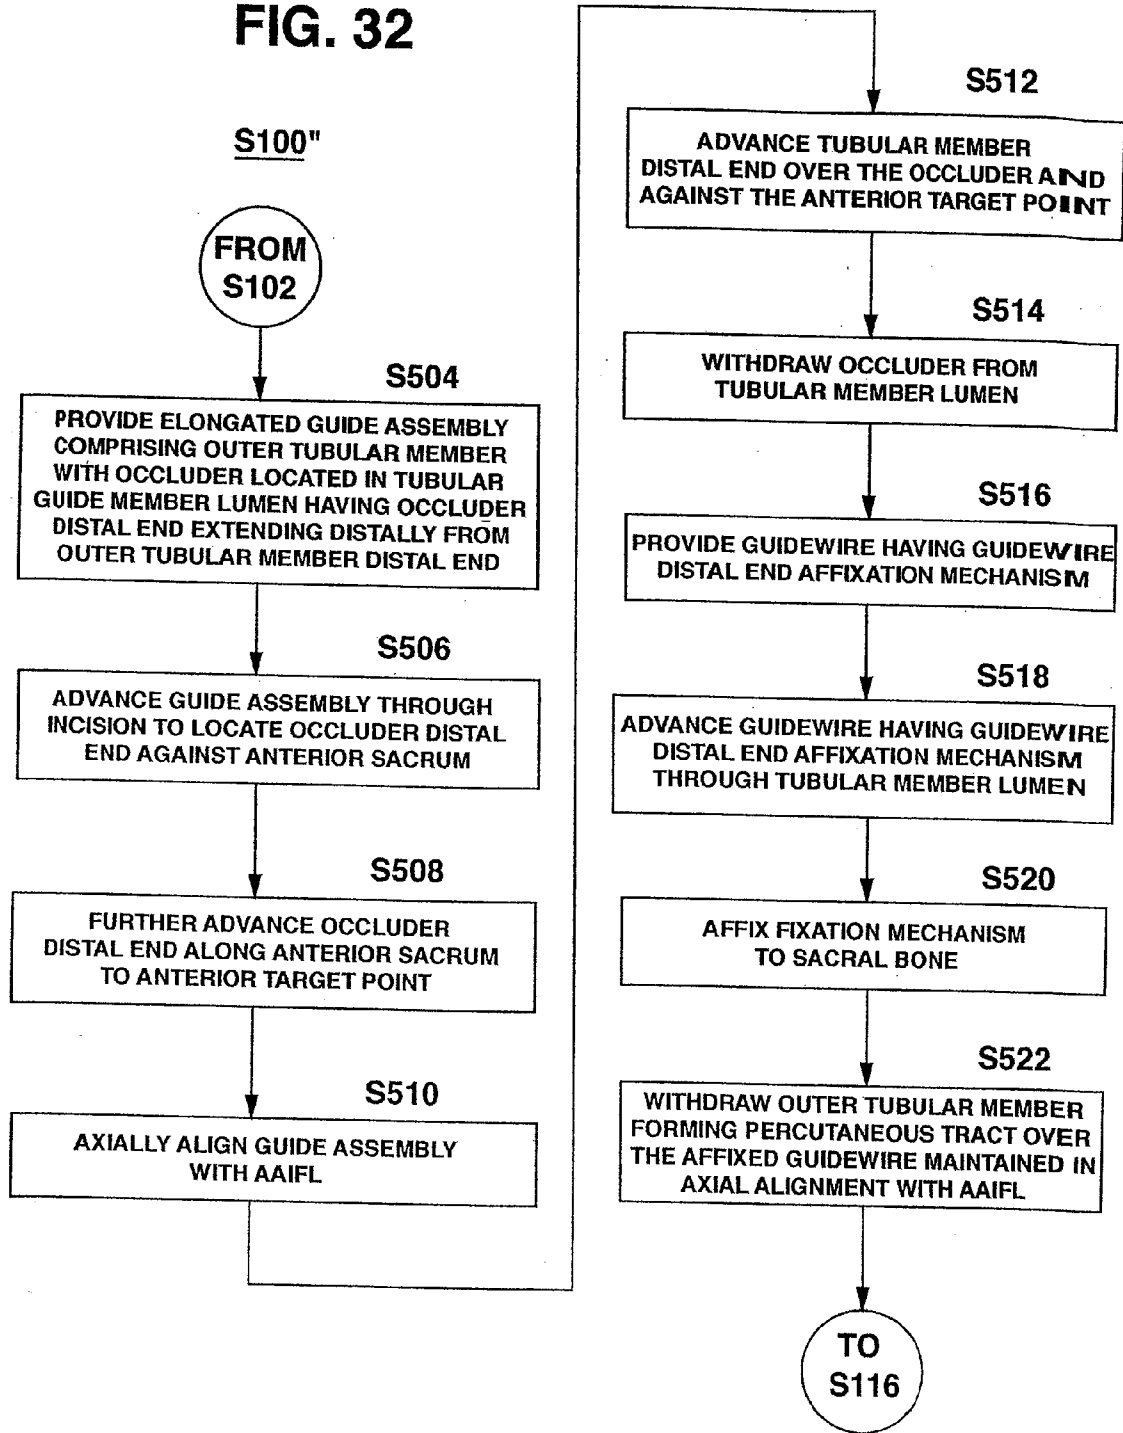 FIG. 32
S100"
FROM
S102
S504
PROVIDE ELONGATED GUIDE ASSEMBLY
COMPRISING OUTER TUBULAR MEMBER
WITH OCCLUDER LOCATED IN TUBULAR
GUIDE MEMBER LUMEN HAVING OCCLUDER
DISTAL END EXTENDING DISTALLY FROM
OUTER TUBULAR MEMBER DISTAL END
S506
ADVANCE GUIDE ASSEMBLY THROUGH
INCISION TO LOCATE OCCLUDER DISTAL
END AGAINST ANTERIOR SACRUM
S508
FURTHER ADVANCE OCCLUDER
DISTAL END ALONG ANTERIOR SACRUM
TO ANTERIOR TARGET POINT
S510
AXIALLY ALIGN GUIDE ASSEMBLY
WITH AAIFL
S512
ADVANCE TUBULAR MEMBER
DISTAL END OVER THE OCCLUDER AND
AGAINST THE ANTERIOR TARGET POINT
S514
WITHDRAW OCCLUDER FROM
TUBULAR MEMBER LUMEN
S516
PROVIDE GUIDEWIRE HAVING GUIDEWIRE
DISTAL END AFFIXATION MECHANISM
S518
ADVANCE GUIDEWIRE HAVING GUIDEWIRE
DISTAL END AFFIXATION MECHANISM
THROUGH TUBULAR MEMBER LUMEN
S520
AFFIX FIXATION MECHANISM
TO SACRAL BONE
S522
WITHDRAW OUTER TUBULAR MEMBER
FORMING PERCUTANEOUS TRACT OVER
THE AFFIXED GUIDEWIRE MAINTAINED IN
AXIAL ALIGNMENT WITH AAIFL
TO
S116